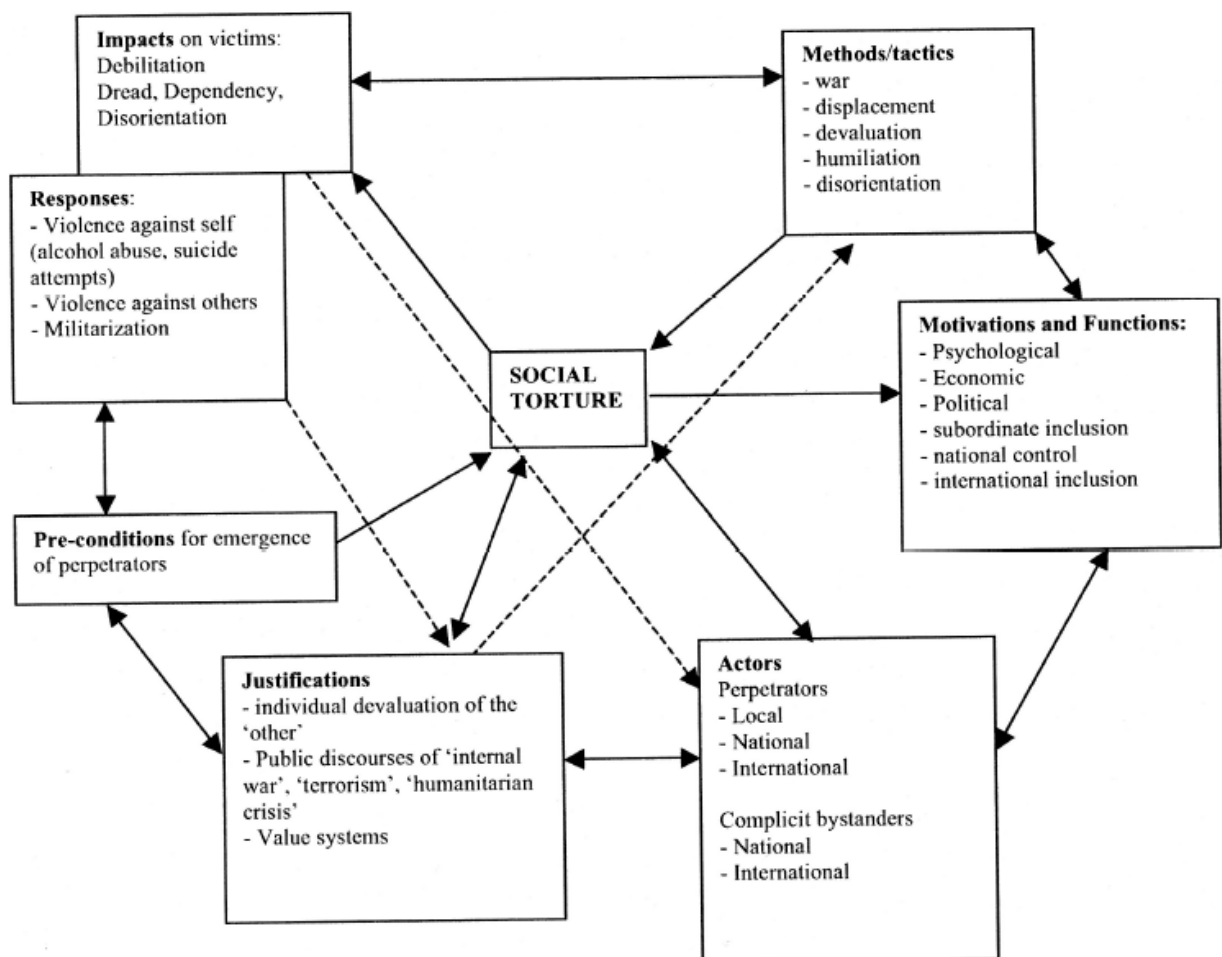 Impacts on victims:
Debilitation
Dread, Dependency,
Disorientation
Methods/tactics
- war
- displacement
- devaluation
- humiliation
- disorientation
Responses:
- Violence against self
(alcohol abuse, suicide
attempts)
- Violence against others
- Militarization
SOCIAL
TORTURE
Motivations and Functions:
- Psychological
- Economic
- Political
- subordinate inclusion
- national control
- international inclusion
Pre-conditions for emergence
of perpetrators
Justifications
- individual devaluation of the
‘other’
- Public discourses of ‘internal
war’, ‘terrorism’, ‘humanitarian
crisis’
- Value systems
Actors
Perpetrators
- Local
- National
- International
Complicit bystanders
- National
- International